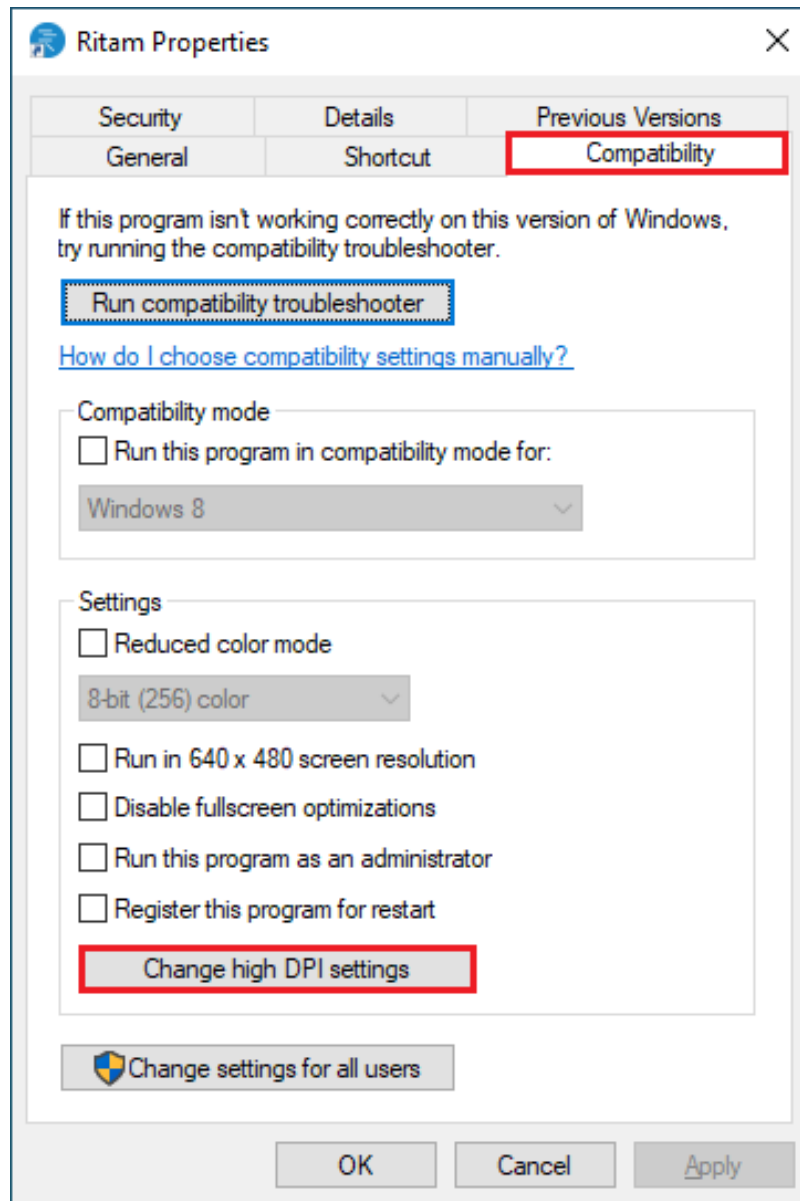 Ritam Properties
Security
Details
Previous Versions
General
Shortcut
Compatibility
If this program isn't working correctly on this version of Windows,
try running the compatibility troubleshooter.
Run compatibility troubleshooter
How do I choose compatibility settings manually?
Compatibility mode
Run this program in compatibility mode for:
Windows 8
Settings
Reduced color mode
8-bit (256) color
Run in 640 x 480 screen resolution
Disable fullscreen optimizations
Run this program as an administrator
Register this program for restart
Change high DPI settings
Change settings for all users
OK
Cancel
Apply